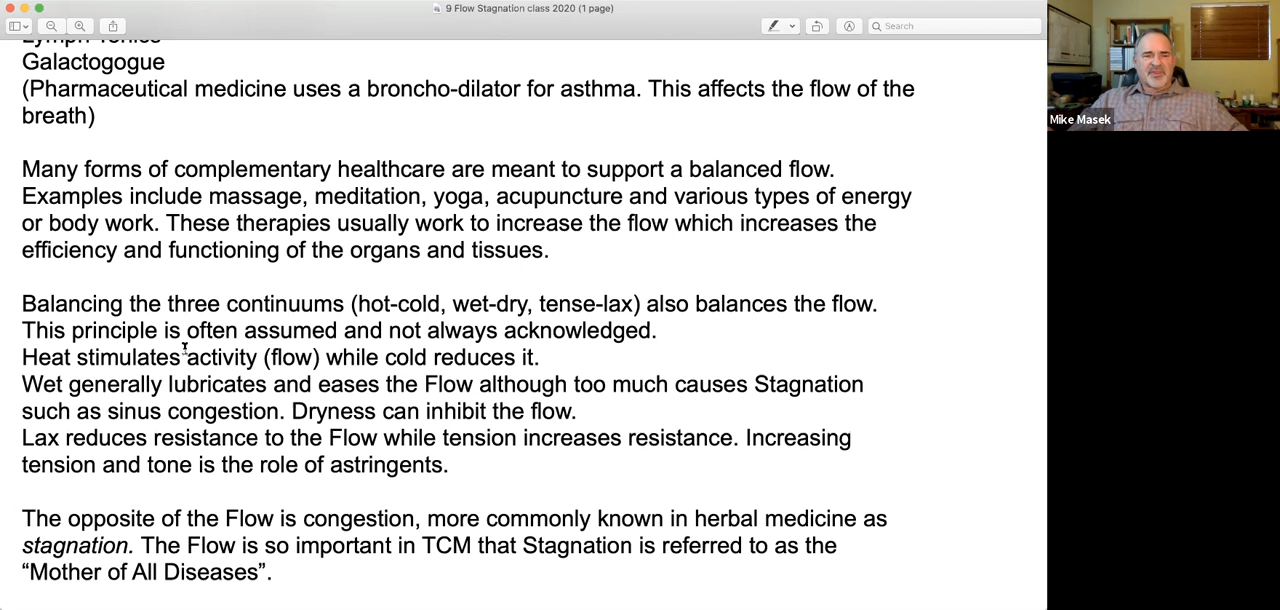 9 Flow Stagnation class 2020 (1 page)
Search
Lymph Tonics
Galactogogue
(Pharmaceutical medicine uses a broncho-dilator for asthma. This affects the flow of the
breath)
Many forms of complementary healthcare are meant to support a balanced flow.
Examples include massage, meditation, yoga, acupuncture and various types of energy
or body work. These therapies usually work to increase the flow which increases the
efficiency and functioning of the organs and tissues.
Balancing the three continuums (hot-cold, wet-dry, tense-lax) also balances the flow.
This principle is often assumed and not always acknowledged.
Heat stimulates activity (flow) while cold reduces it.
Wet generally lubricates and eases the Flow although too much causes Stagnation
such as sinus congestion. Dryness can inhibit the flow.
Lax reduces resistance to the Flow while tension increases resistance. Increasing
tension and tone is the role of astringents.
The opposite of the Flow is congestion, more commonly known in herbal medicine as
stagnation. The Flow is so important in TCM that Stagnation is referred to as the
“Mother of All Diseases”.
Mike Masek